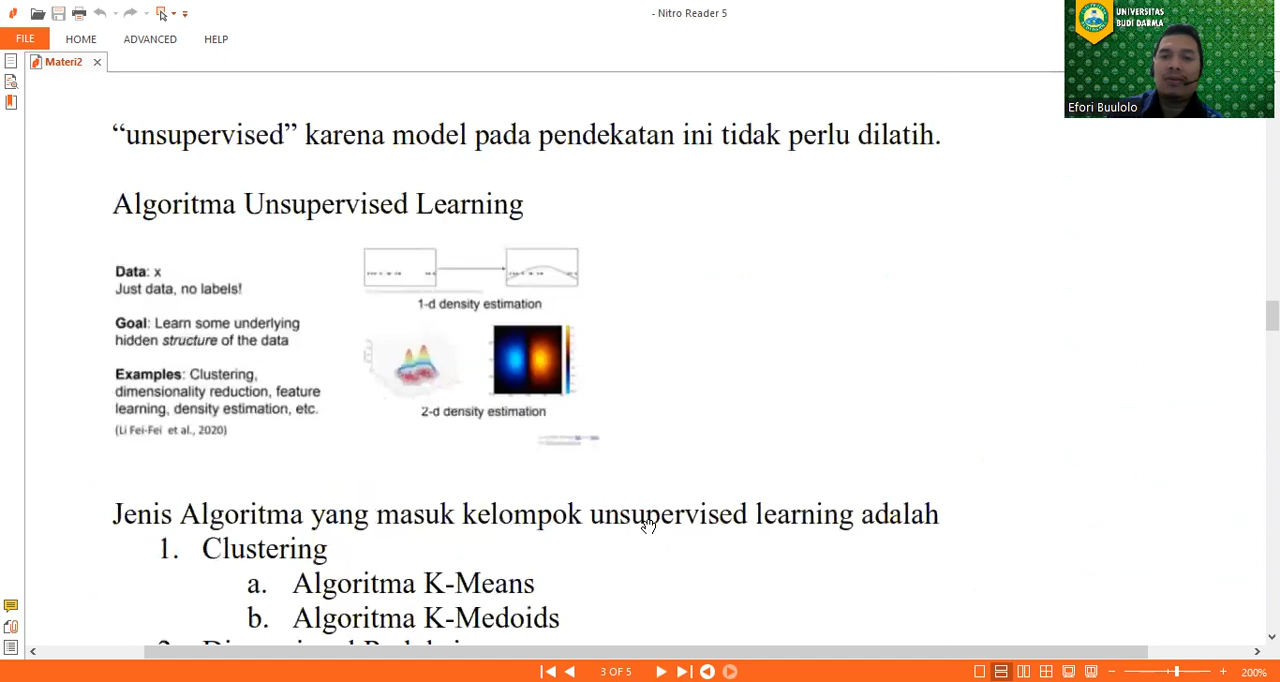 - Nitro Reader 5
FILE
HOME
ADVANCED
HELP
Materi2
UNIVERSITAS
BUDI DARMA
Efori Buulolo
“unsupervised” karena model pada pendekatan ini tidak perlu dilatih.
Algoritma Unsupervised Learning
Data: x
Just data, no labels!
Goal: Learn some underlying
hidden structure of the data
Examples: Clustering,
dimensionality reduction, feature
learning, density estimation, etc.
(Li Fei-Fei et al., 2020)
1-d density estimation
2-d density estimation
Jenis Algoritma yang masuk kelompok unsupervised learning adalah
1. Clustering
a. Algoritma K-Means
b. Algoritma K-Medoids
3 OF 5
200%